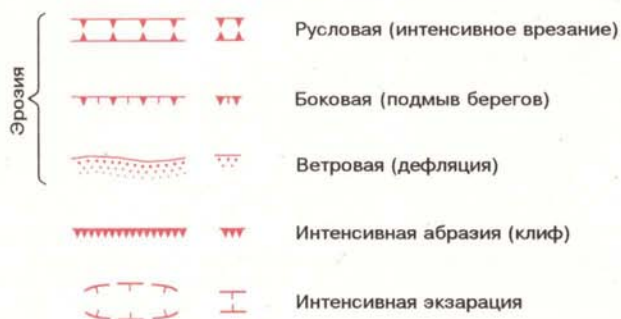 Эрозия
Русловая (интенсивное врезание)
Боковая (подмыв берегов)
Ветровая (дефляция)
Интенсивная абразия (клиф)
Интенсивная экзарация